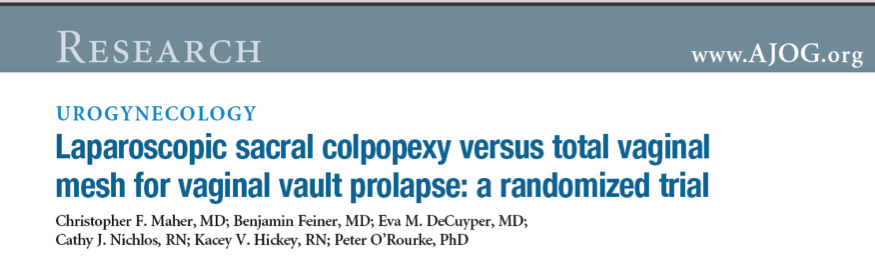 RESEARCH
www.AJOG.org
UROGYNECOLOGY
Laparoscopic sacral colpopexy versus total vaginal
mesh for vaginal vault prolapse: a randomized trial
Christopher F. Maher, MD; Benjamin Feiner, MD; Eva M. DeCuyper, MD;
Cathy J. Nichlos, RN; Kacey V. Hickey, RN; Peter O'Rourke, PhD